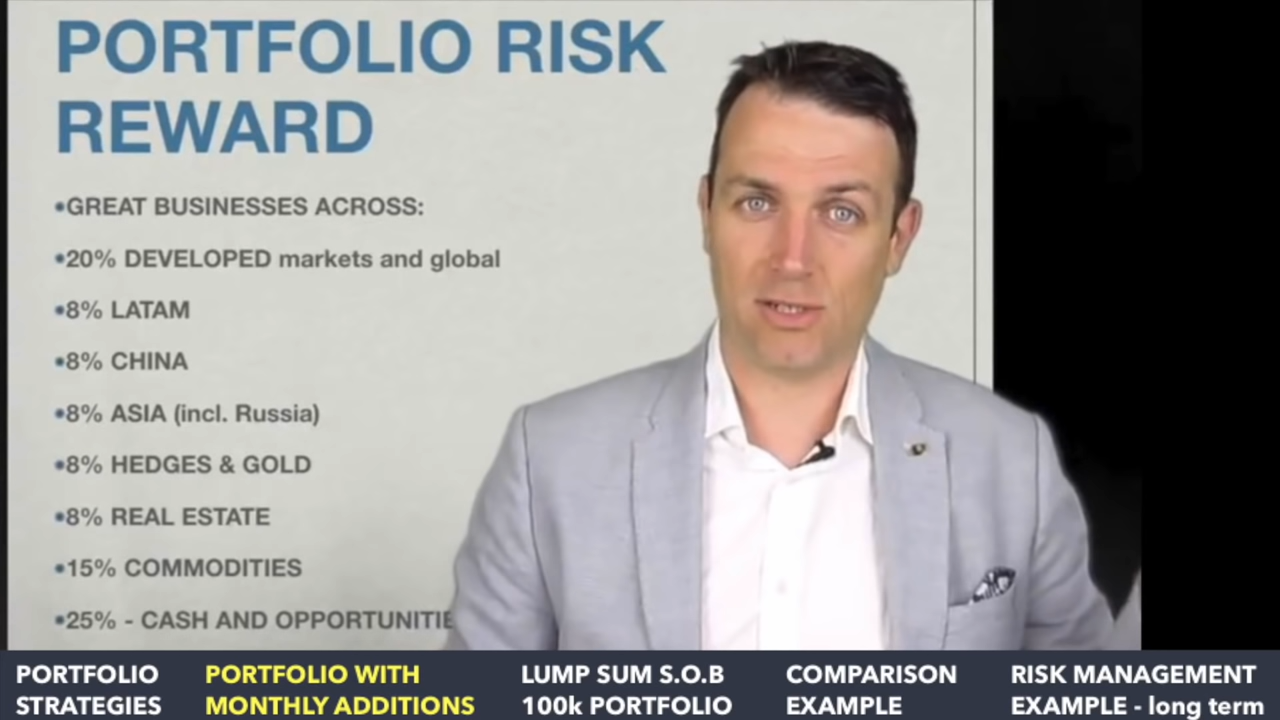 PORTFOLIO RISK
REWARD
•GREAT BUSINESSES ACROSS:
•20% DEVELOPED markets and global
•8% LATAM
•8% CHINA
•8% ASIA (incl. Russia)
•8% HEDGES & GOLD
•8% REAL ESTATE
•15% COMMODITIES
•25% - CASH AND OPPORTUNITIE
PORTFOLIO
STRATEGIES
PORTFOLIO WITH
MONTHLY ADDITIONS
LUMP SUM S.O.B
100k PORTFOLIO
COMPARISON
EXAMPLE
RISK MANAGEMENT
EXAMPLE - long term